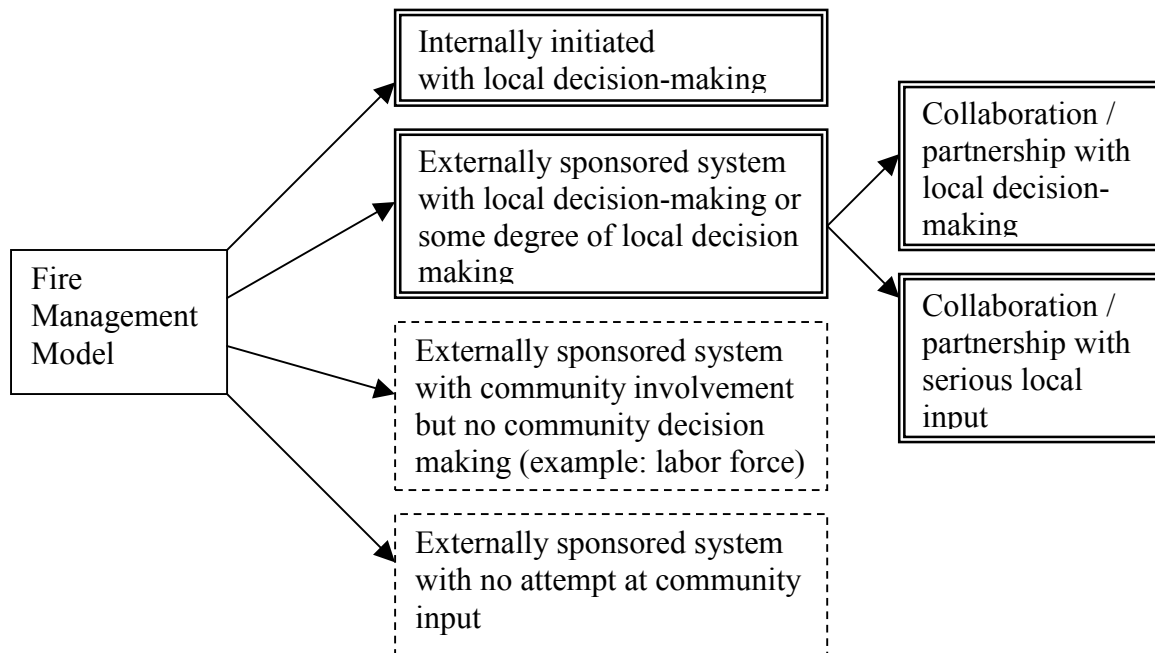 Internally initiated
with local decision-making
Externally sponsored system
with local decision-making or
some degree of local decision
making
Collaboration /
partnership with
local decision-
making
Fire
Management
Model
Collaboration /
partnership with
serious local
input
Externally sponsored system
with community involvement
but no community decision
making (example: labor force)
Externally sponsored system
with no attempt at community
input